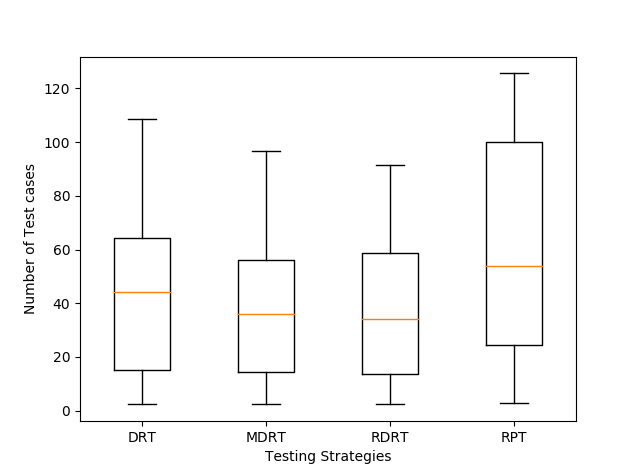 120
100
80
60
40
20
0
Number of Test cases
DRT MDRT RDRT RPT
Testing Strategies